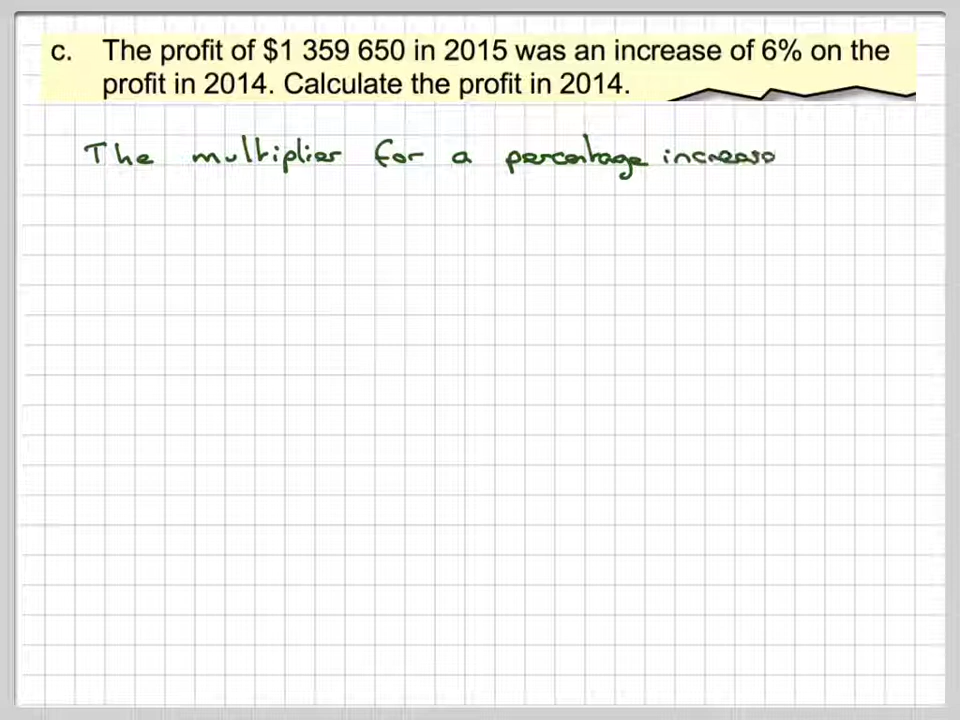 c. The profit of $1 359 650 in 2015 was an increase of 6% on the
profit in 2014. Calculate the profit in 2014.
The multiplier for a percentage increase